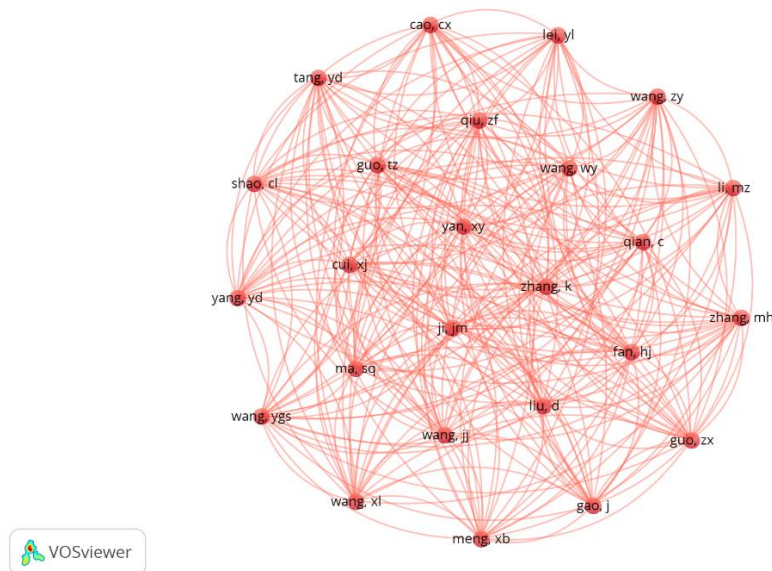 cao, cx
lei, yl
tang, yd
wang, zy
qiu, zf
guo, tz
wang, wy
shao, cl
li, mz
yan, xy
qian, c
cui, xj
zhang, k
yang, yd
zhang, mh
ji, jm
fan, hj
ma, sq
liu, d
wang, ygs
wang, jj
guo, zx
wang, xl
gao, j
meng, xb
VOSviewer